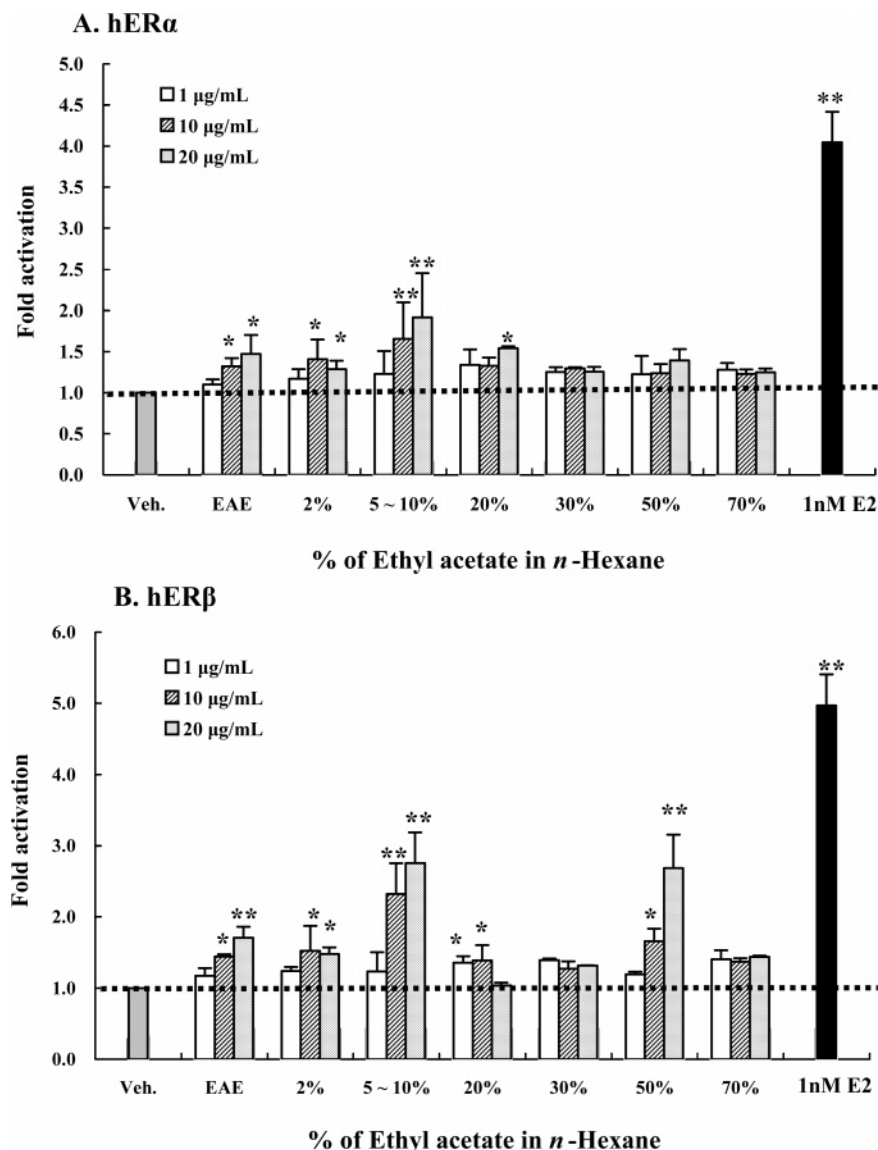 A. hERα
5.0
4.5
4.0
3.5
3.0
2.5
2.0
1.5
1.0
0.5
0.0
Fold activation
1 μg/mL
10 μg/mL
20 μg/mL
* * * * ** ** * **
Veh. EAE 2% 5 ~ 10% 20% 30% 50% 70% 1nM E2
% of Ethyl acetate in n -Hexane
B. hERβ
6.0
5.0
4.0
3.0
2.0
1.0
0.0
Fold activation
1 μg/mL
10 μg/mL
20 μg/mL
* ** * * ** ** * * * ** **
Veh. EAE 2% 5 ~ 10% 20% 30% 50% 70% 1nM E2
% of Ethyl acetate in n -Hexane